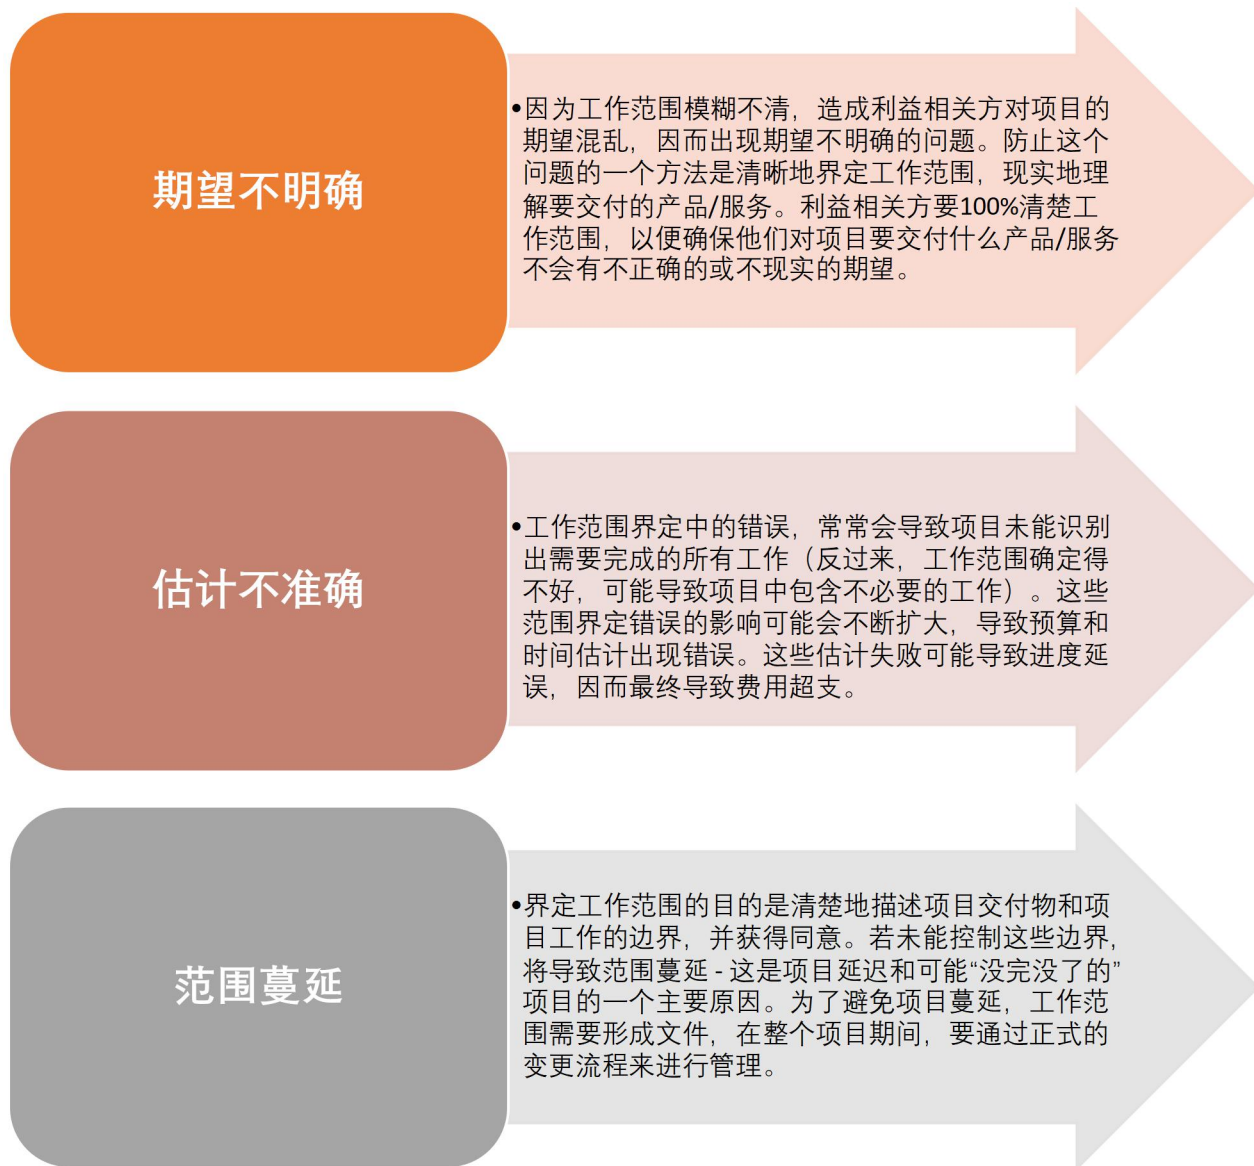 期望不明确
•因为工作范围模糊不清，造成利益相关方对项目的
期望混乱，因而出现期望不明确的问题。防止这个
问题的一个方法是清晰地界定工作范围，现实地理
解要交付的产品/服务。利益相关方要100%清楚工
作范围，以便确保他们对项目要交付什么产品/服务
不会有不正确的或不现实的期望。
估计不准确
•工作范围界定中的错误，常常会导致项目未能识别
出需要完成的所有工作（反过来，工作范围确定得
不好，可能导致项目中包含不必要的工作）。这些
范围界定错误的影响可能会不断扩大，导致预算和
时间估计出现错误。这些估计失败可能导致进度延
误，因而最终导致费用超支。
范围蔓延
•界定工作范围的目的是清楚地描述项目交付物和项
目工作的边界，并获得同意。若未能控制这些边界，
将导致范围蔓延 - 这是项目延迟和可能“没完没了的”
项目的一个主要原因。为了避免项目蔓延，工作范
围需要形成文件，在整个项目期间，要通过正式的
变更流程来进行管理。